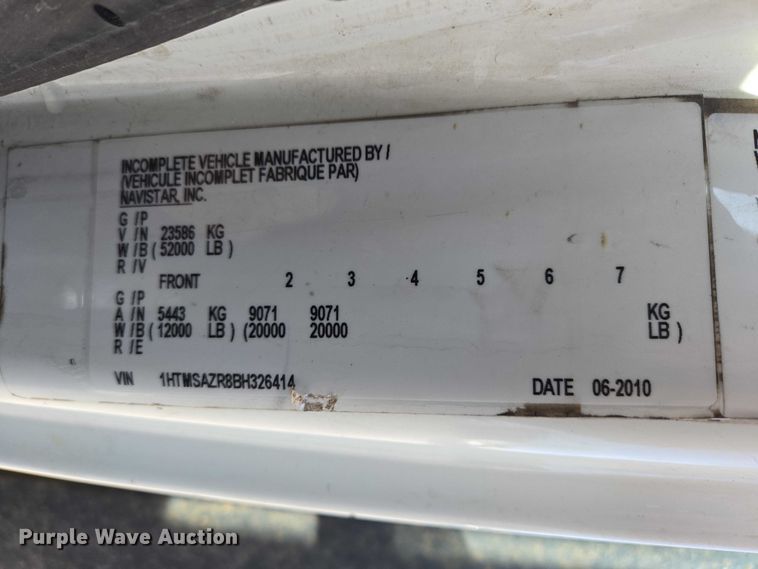 INCOMPLETE VEHICLE MANUFACTURED BY /
(VEHICULE INCOMPLET FABRIQUE PAR)
NAVISTAR, INC.
G /P
V /N 23586 KG
W /B ( 52000 LB )
R /V
FRONT 2 3 4 5 6 7
G /P
A /N 5443 KG 9071 9071 KG
W /B ( 12000 LB ) (20000 20000 LB )
R /E
VIN 1HTMSAZR8BH326414 DATE 06-2010
Purple Wave Auction